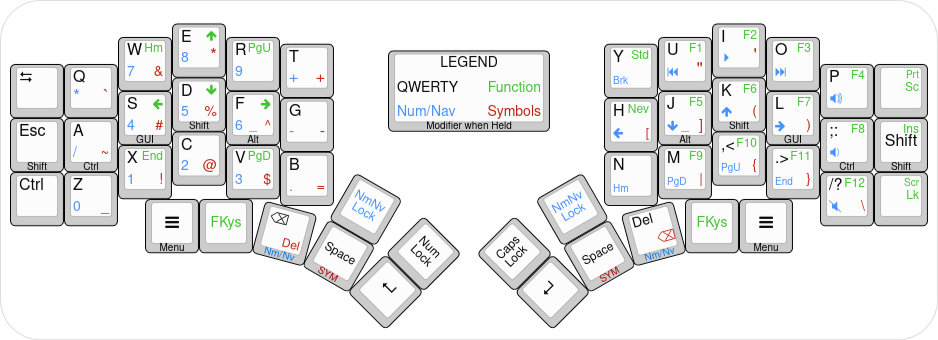 LEGEND
QWERTY Function
Num/Nav Symbols
Modifier when Held
↹
Q
* `
W Hm
7 &
E ↑
8 *
R PgU
9
T
+ +
Esc
Shift
A
/ ~
Ctrl
S ←
4 #
GUI
D ↓
5 %
Shift
F →
6 _ ^
Alt
G
- -
Ctrl
Z
0 _
X End
1 !
C
2 @
V PgD
3 $
B
. =
☰
Menu
FKys
⌫
Del
Nm/Nv
Space
SYM
NmNv
Lock
Num
Lock
Y Std
Brk
U F1
⏮ "
I F2
'
O F3
⏭
P F4
Prt
Sc
H Nev
← [
J F5
↓ _ ]
Alt
K F6
↑ (
Shift
L F7
→ )
GUI
;: F8
Ctrl
Ins
Shift
Shift
N
Hm
M F9
PgD |
,< F10
PgU {
.> F11
End }
/? F12
\
Scr
Lk
NmNv
Lock
Caps
Lock
Space
SYM
Del
⌫
Nm/Nv
FKys
☰
Menu